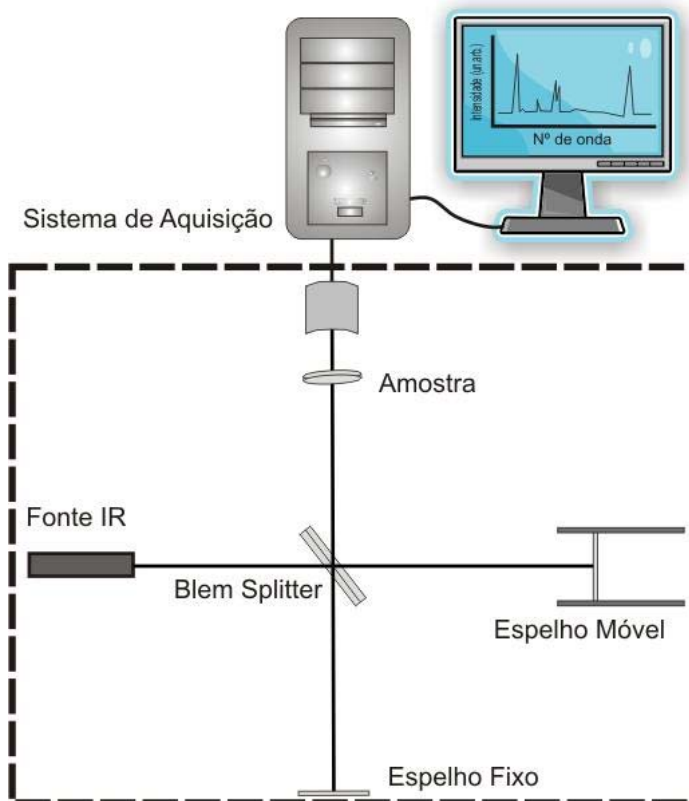 Intensidade (un.arb.)
Nº de onda
Sistema de Aquisição
Amostra
Fonte IR
Blem Splitter
Espelho Móvel
Espelho Fixo